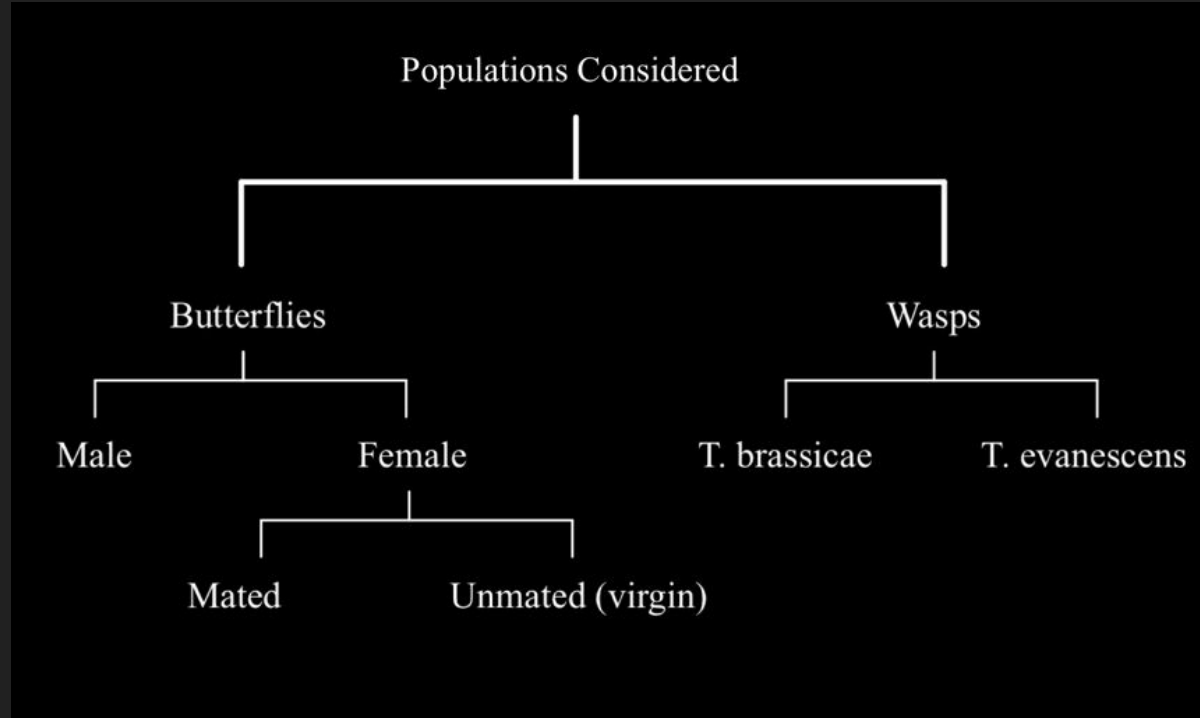 Populations Considered
Butterflies Wasps
Male Female T. brassicae T. evanescens
Mated Unmated (virgin)